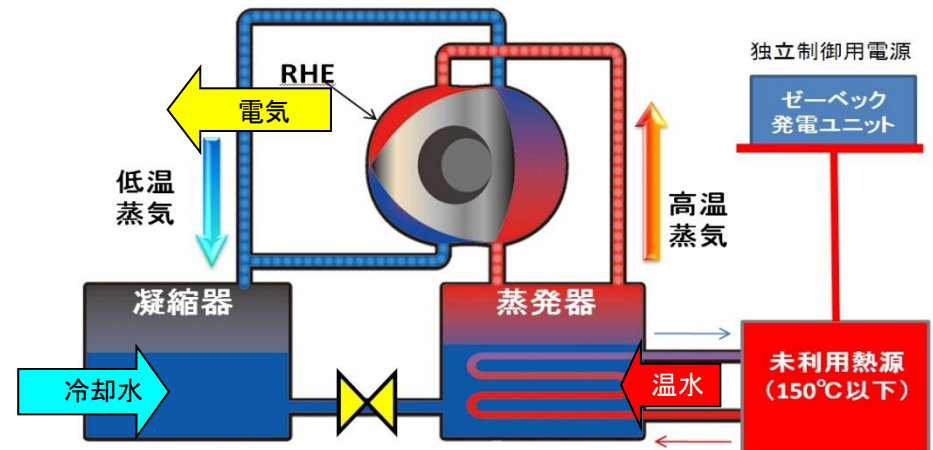 独立制御用電源
ゼーベック
発電ユニット
RHE
電気
低温
蒸気
高温
蒸気
凝縮器
蒸発器
冷却水
温水
未利用熱源
（150℃以下）